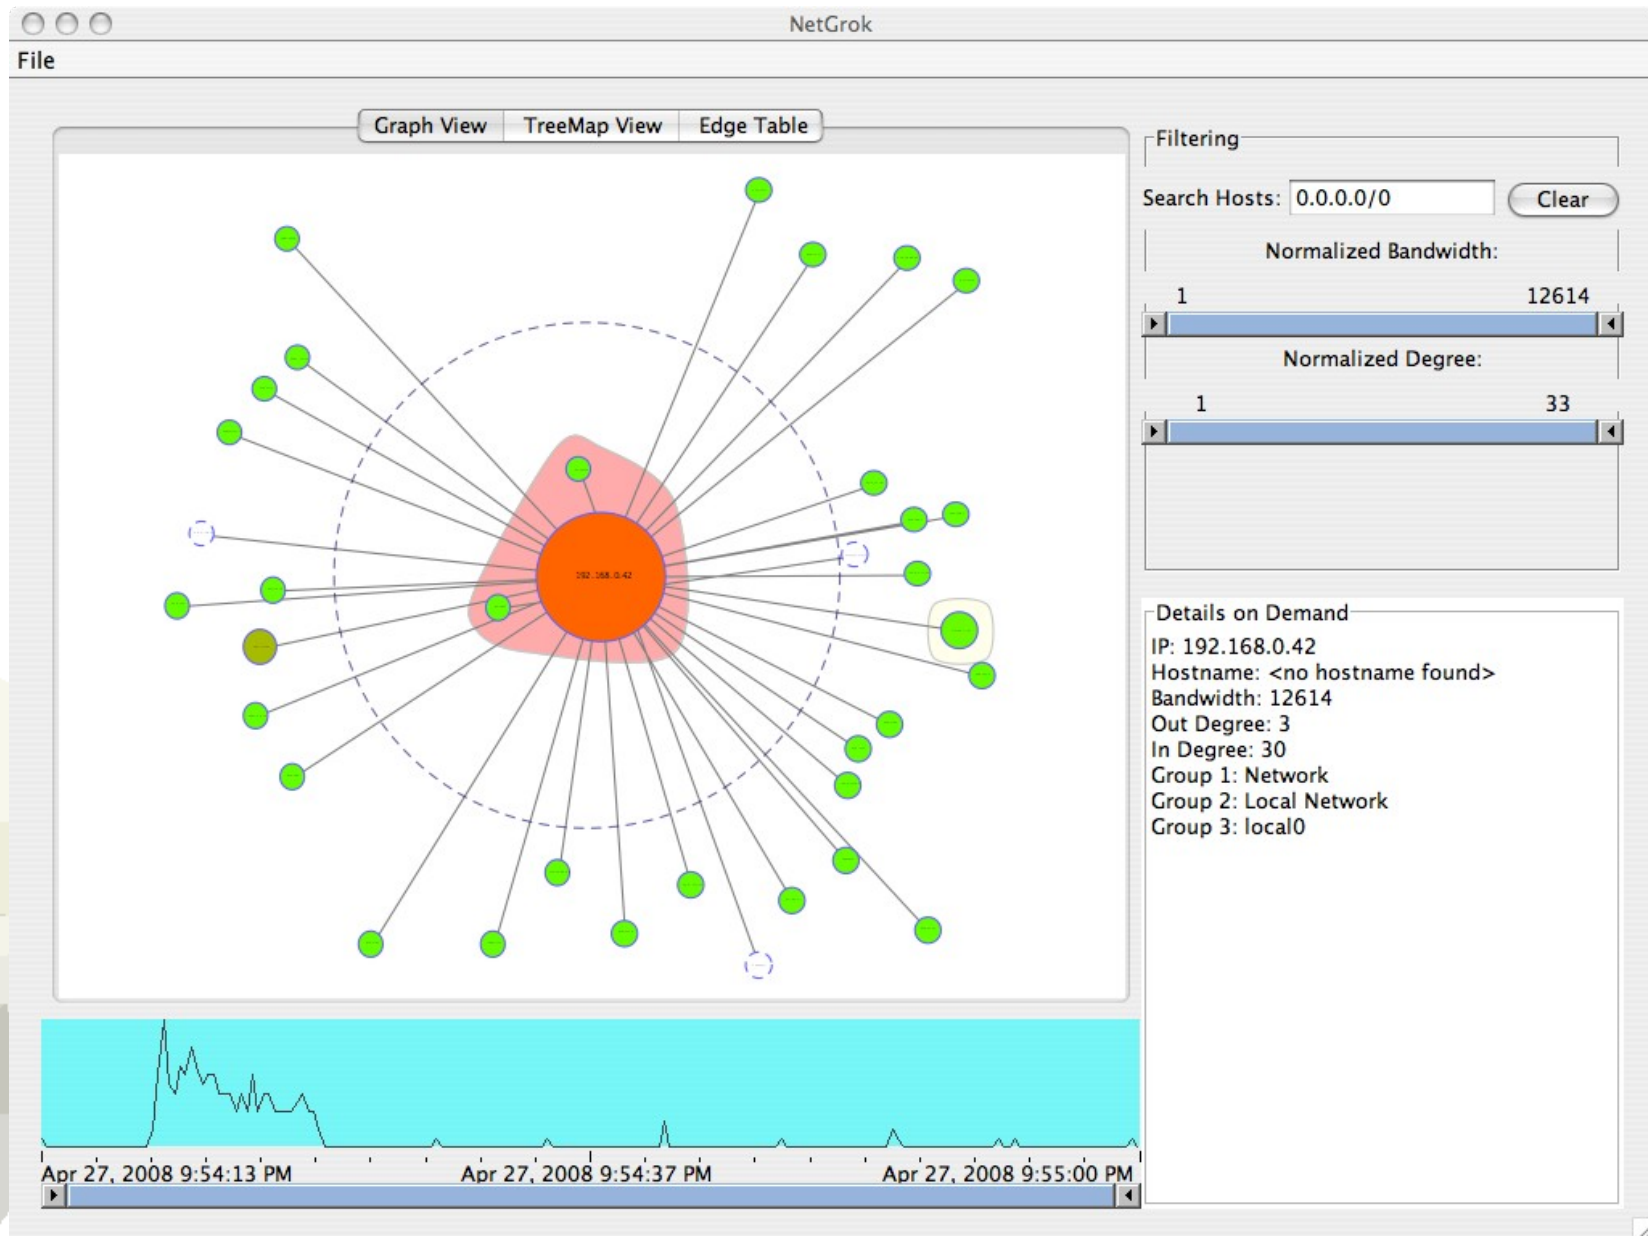 NetGrok
File
Graph View TreeMap View Edge Table
Filtering
Search Hosts: 0.0.0.0/0 Clear
Normalized Bandwidth:
1 12614
Normalized Degree:
1 33
192.168.0.42
Details on Demand
IP: 192.168.0.42
Hostname: <no hostname found>
Bandwidth: 12614
Out Degree: 3
In Degree: 30
Group 1: Network
Group 2: Local Network
Group 3: local0
Apr 27, 2008 9:54:13 PM Apr 27, 2008 9:54:37 PM Apr 27, 2008 9:55:00 PM